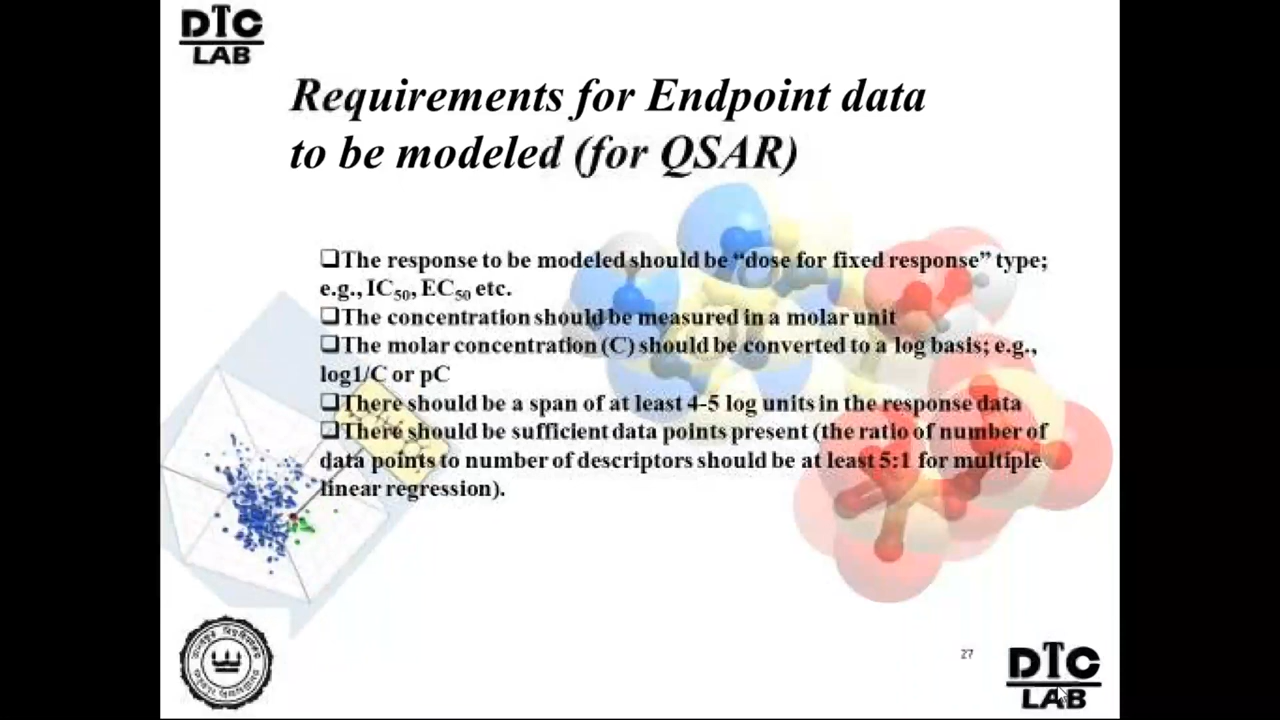 DTC
LAB
Requirements for Endpoint data
to be modeled (for QSAR)
❑The response to be modeled should be “dose for fixed response” type;
e.g., IC50, EC50 etc.
❑The concentration should be measured in a molar unit
❑The molar concentration (C) should be converted to a log basis; e.g.,
log1/C or pC
❑There should be a span of at least 4-5 log units in the response data
❑There should be sufficient data points present (the ratio of number of
data points to number of descriptors should be at least 5:1 for multiple
linear regression).
27
DTC
LAB